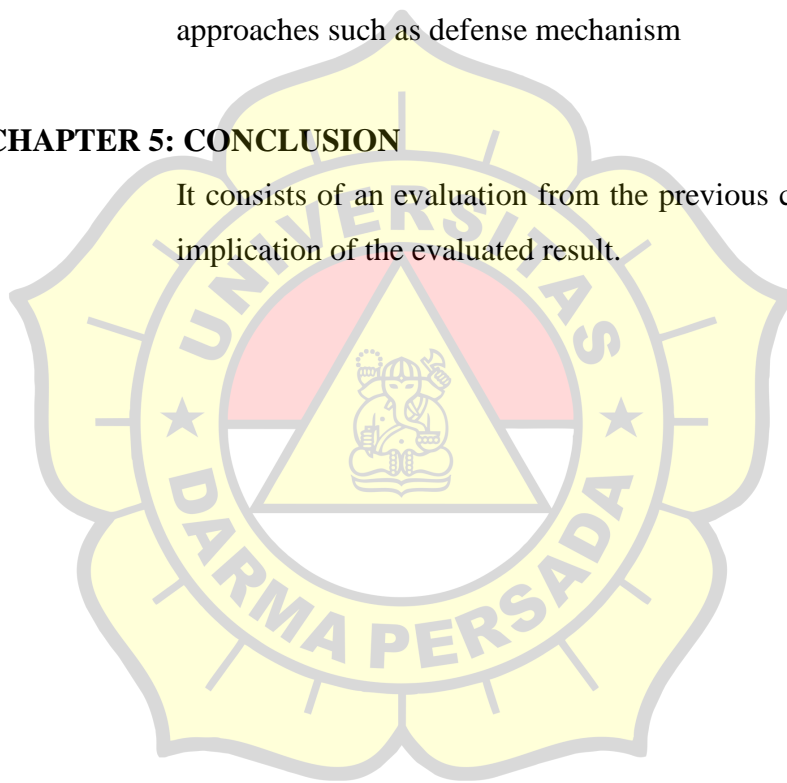 approaches such as defense mechanism
CHAPTER 5: CONCLUSION
It consists of an evaluation from the previous
implication of the evaluated result.
UNIVERSITAS
DARMA PERSADA